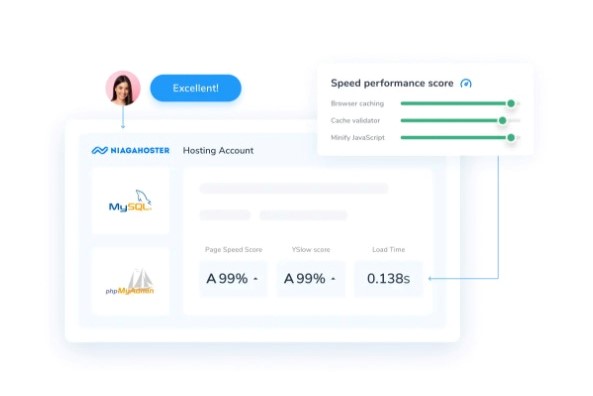 Excellent!
Speed performance score
Browser caching
Cache validator
Minify JavaScript
NIAGAHOSTER
Hosting Account
MySQL
phpMyAdmin
Page Speed Score
YSlow score
Load Time
A 99%
A 99%
0.138s